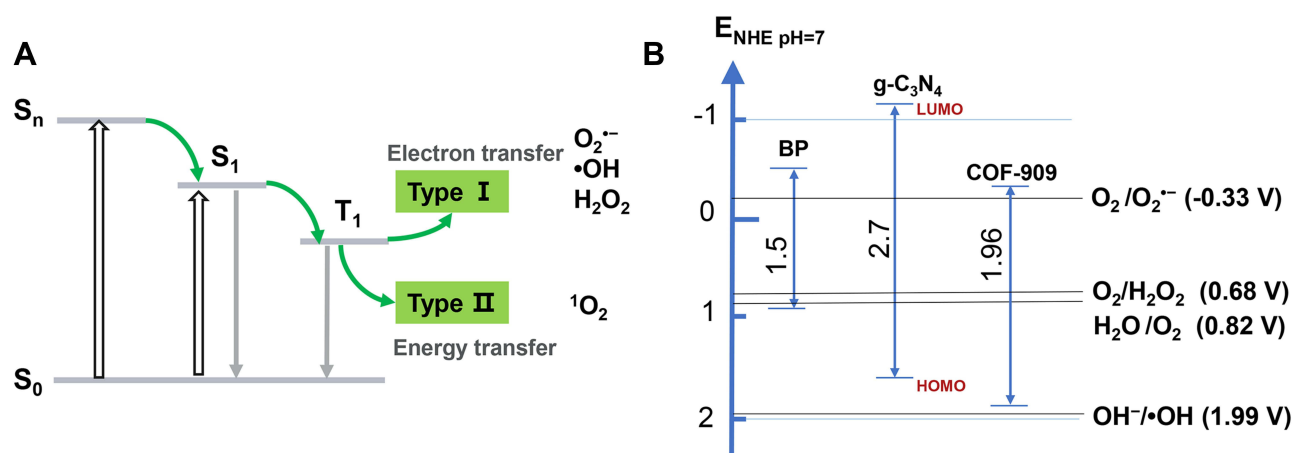 A
Sₙ
S₁
T₁
S₀
Electron transfer
Type Ⅰ
O₂•⁻
•OH
H₂O₂
Type Ⅱ
¹O₂
Energy transfer
B
E_NHE pH=7
-1
0
1
2
g-C₃N₄
LUMO
BP
COF-909
1.5
2.7
1.96
HOMO
O₂/O₂•⁻ (-0.33 V)
O₂/H₂O₂ (0.68 V)
H₂O/O₂ (0.82 V)
OH⁻/•OH (1.99 V)